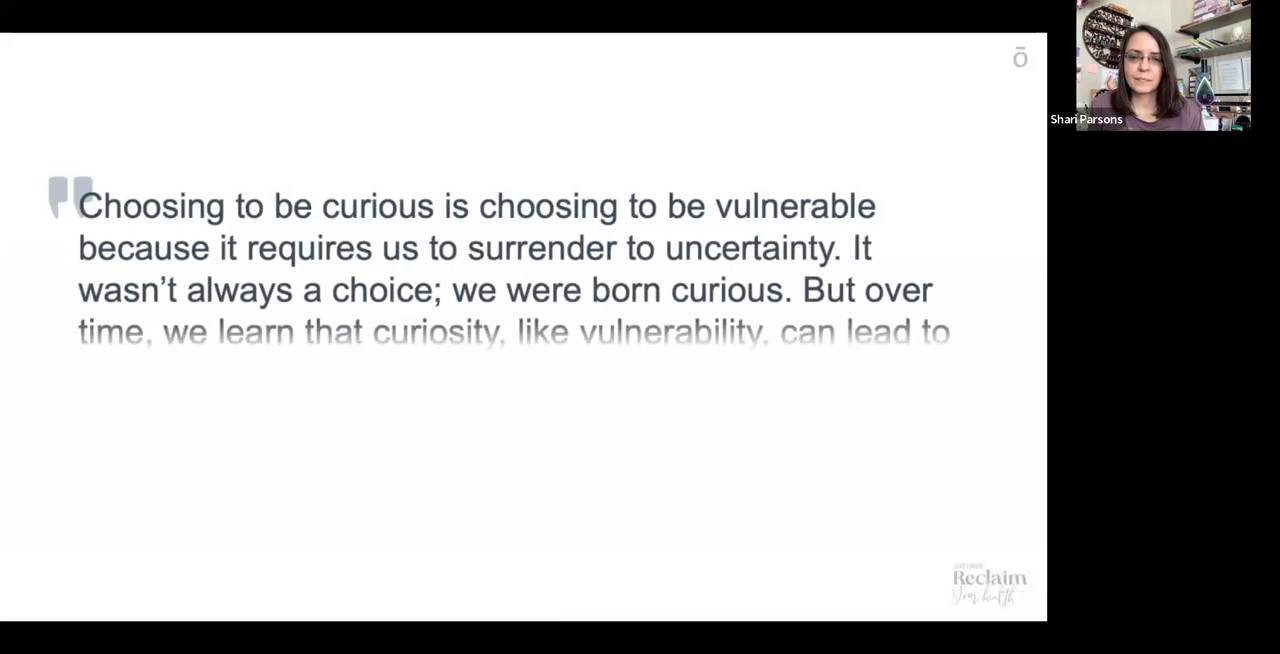 ō
Shari Parsons
Choosing to be curious is choosing to be vulnerable
because it requires us to surrender to uncertainty. It
wasn’t always a choice; we were born curious. But over
time, we learn that curiosity, like vulnerability, can lead to
Reclaim
Your health